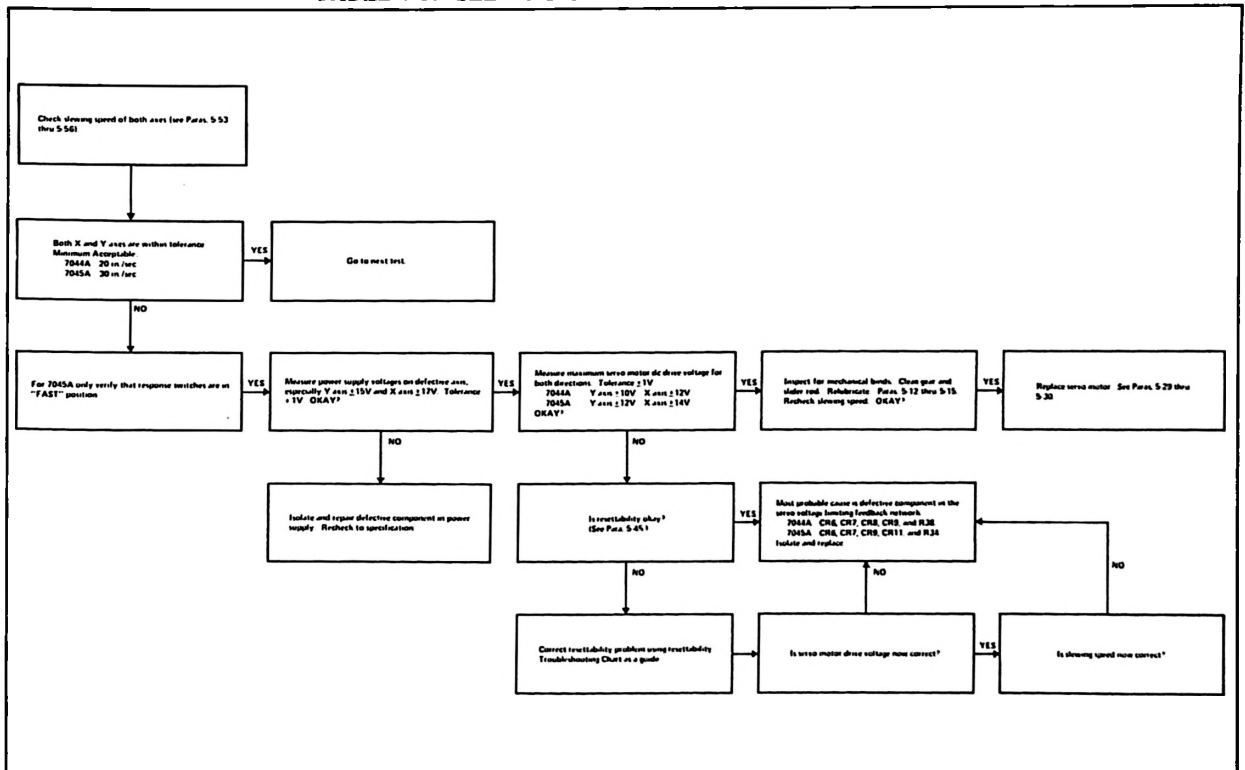 Check slewing speed of both axes (see Paras. 5-53
thru 5-56)
Both X and Y axes are within tolerance
Minimum Acceptable:
7044A 20 in/sec
7045A 30 in/sec
YES
Go to next test.
NO
For 7045A only verify that response switches are in
"FAST" position
YES
Measure power supply voltages on defective axis,
especially Y axis ±15V and X axis ±17V. Tolerance
±1V OKAY?
YES
Measure maximum servo motor dc drive voltage for
both directions. Tolerance ±1V
7044A Y axis ±10V X axis ±12V
7045A Y axis ±12V X axis ±14V
OKAY?
YES
Inspect for mechanical binds. Clean gear and
slider rod. Relubricate. Paras. 5-12 thru 5-15.
Recheck slewing speed. OKAY?
YES
Replace servo motor. See Paras. 5-29 thru
5-30
NO
NO
Isolate and repair defective component in power
supply. Recheck to specification.
Is resettability okay?
(See Para. 5-45)
YES
Most probable cause is defective component in the
servo voltage limiting feedback network
7044A CR6, CR7, CR8, CR9, and R38
7045A CR6, CR7, CR9, CR11, and R34
Isolate and replace
NO
NO
NO
Correct resettability problem using resettability
Troubleshooting Chart as a guide
Is servo motor drive voltage now correct?
YES
Is slewing speed now correct?